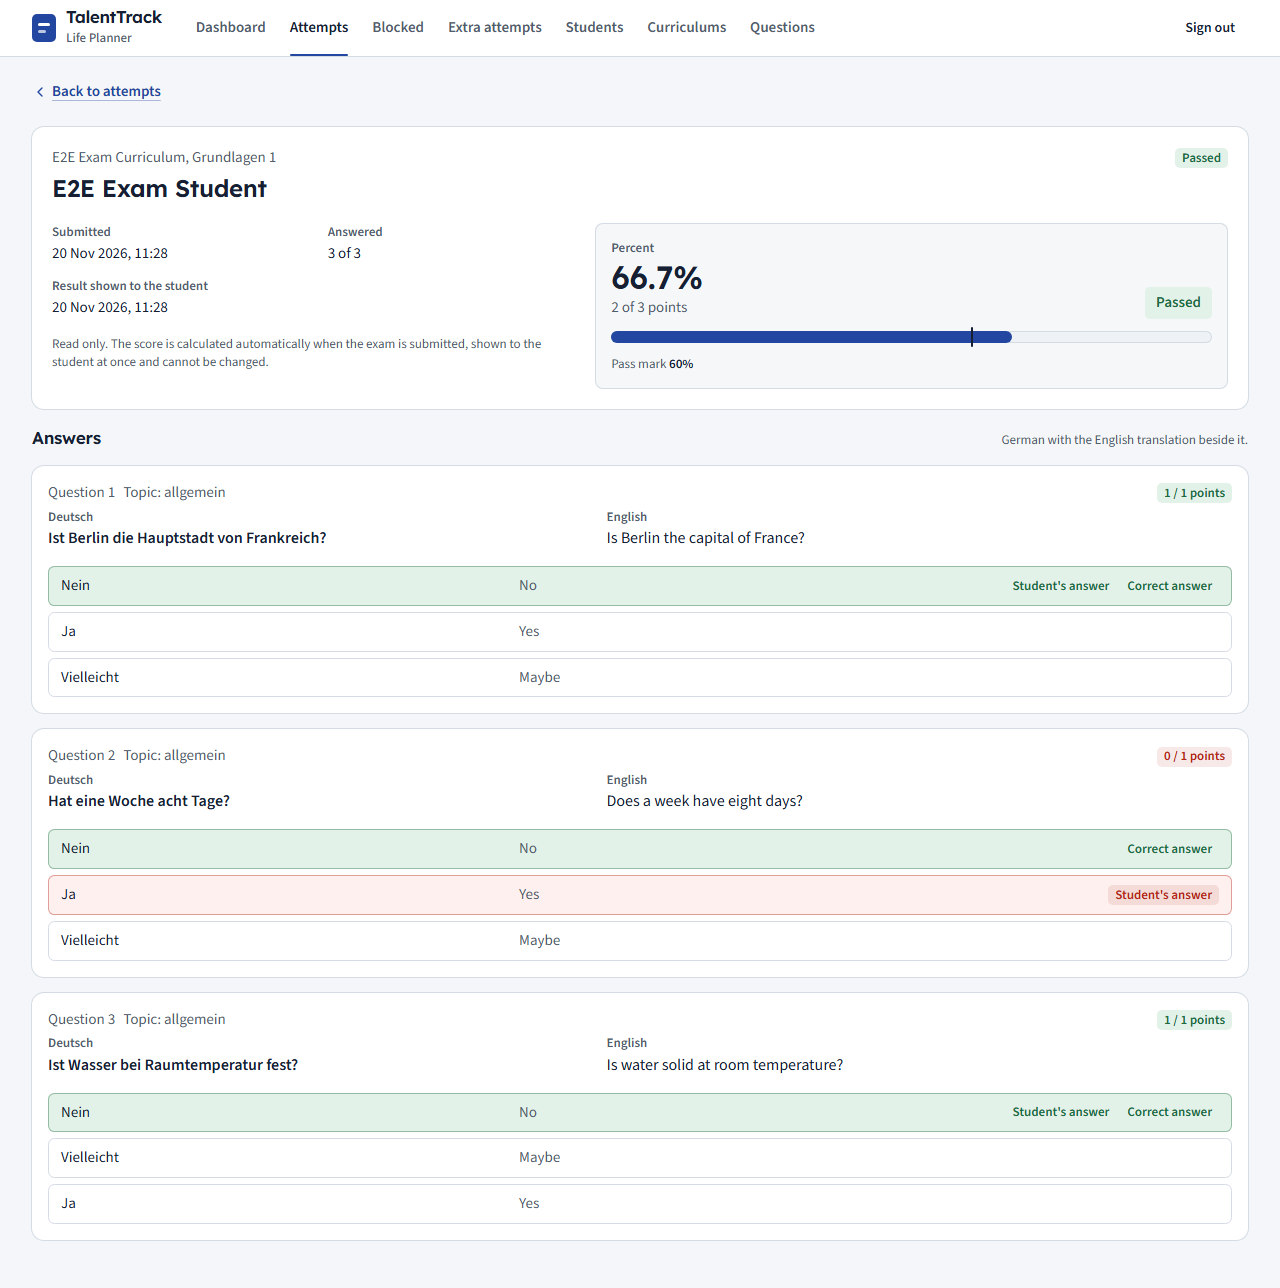 TalentTrack
Life Planner
Dashboard Attempts Blocked Extra attempts Students Curriculums Questions Sign out
Back to attempts
E2E Exam Curriculum, Grundlagen 1 Passed
E2E Exam Student
Submitted Answered
20 Nov 2026, 11:28 3 of 3
Result shown to the student
20 Nov 2026, 11:28
Read only. The score is calculated automatically when the exam is submitted, shown to the
student at once and cannot be changed.
Percent
66.7%
2 of 3 points Passed
Pass mark 60%
Answers German with the English translation beside it.
Question 1 Topic: allgemein 1 / 1 points
Deutsch English
Ist Berlin die Hauptstadt von Frankreich? Is Berlin the capital of France?
Nein No Student's answer Correct answer
Ja Yes
Vielleicht Maybe
Question 2 Topic: allgemein 0 / 1 points
Deutsch English
Hat eine Woche acht Tage? Does a week have eight days?
Nein No Correct answer
Ja Yes Student's answer
Vielleicht Maybe
Question 3 Topic: allgemein 1 / 1 points
Deutsch English
Ist Wasser bei Raumtemperatur fest? Is water solid at room temperature?
Nein No Student's answer Correct answer
Vielleicht Maybe
Ja Yes